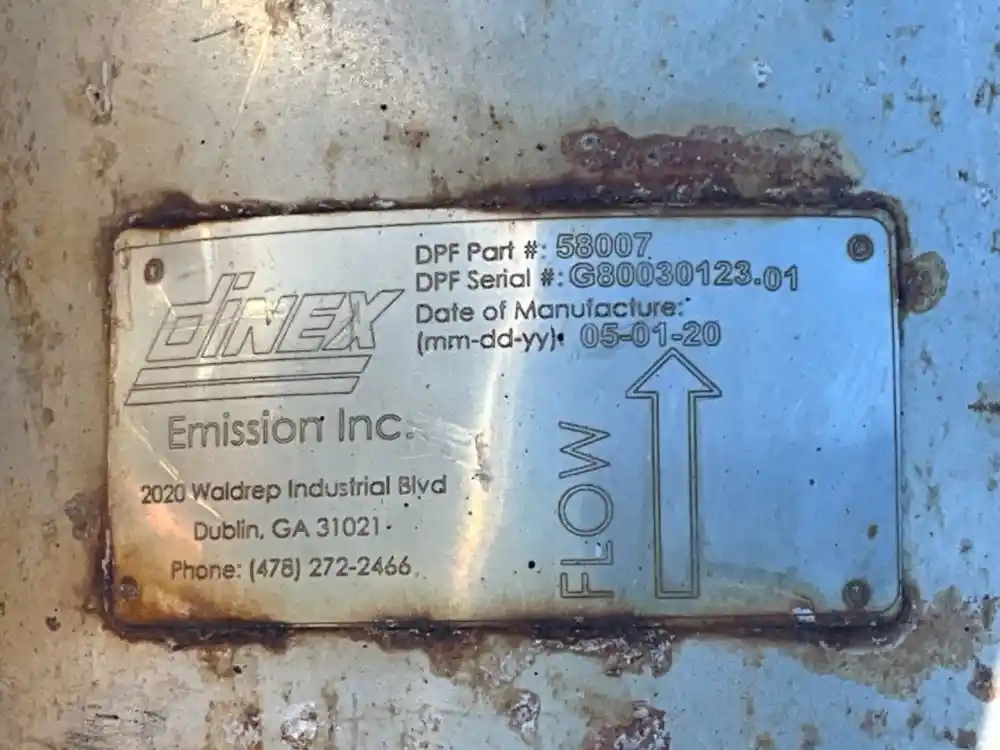 DINEX
Emission Inc.
2020 Waldrep Industrial Blvd
Dublin, GA 31021
Phone: (478) 272-2466
DPF Part #: 58007
DPF Serial #: G80030123.01
Date of Manufacture:
(mm-dd-yy): 05-01-20
FLOW